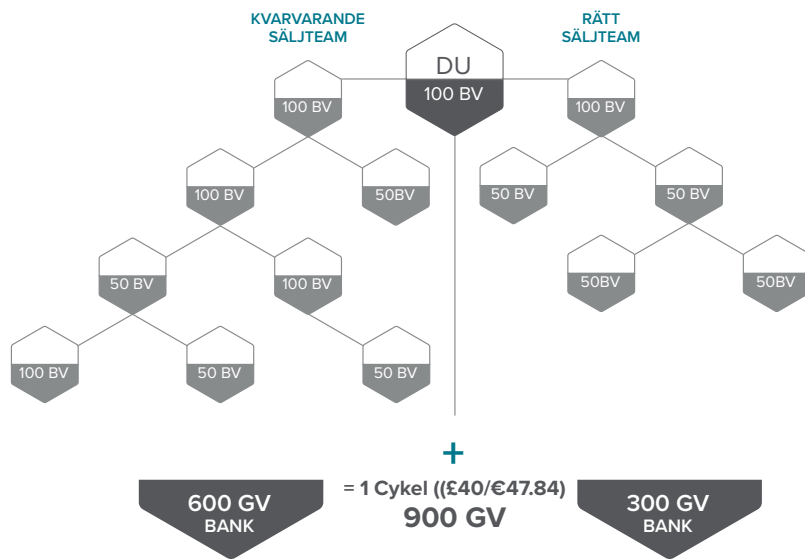 KVARVARANDE
SÄLJTEAM
RÄTT
SÄLJTEAM
DU
100 BV
100 BV
100 BV
100 BV
50BV
50 BV
50 BV
50 BV
100 BV
50BV
50BV
100 BV
50 BV
50 BV
+
= 1 Cykel ((£40/€47.84)
900 GV
600 GV
BANK
300 GV
BANK